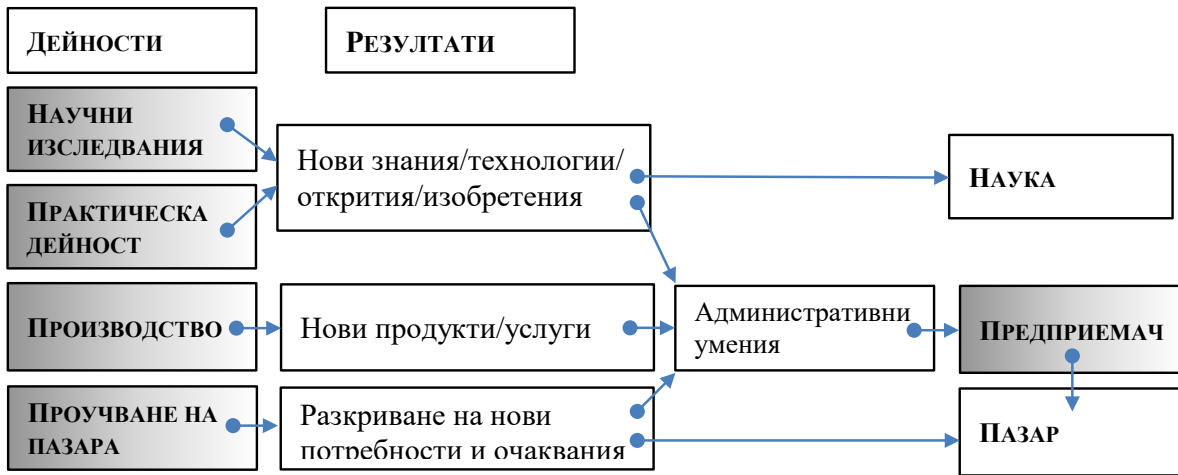 ДЕЙНОСТИ
РЕЗУЛТАТИ
НАУЧНИ
ИЗСЛЕДВАНИЯ
Нови знания/технологии/
открития/изобретения
НАУКА
ПРАКТИЧЕСКА
ДЕЙНОСТ
ПРОИЗВОДСТВО
Нови продукти/услуги
Административни
умения
ПРЕДПРИЕМАЧ
ПРОУЧВАНЕ НА
ПАЗАРА
Разкриване на нови
потребности и очаквания
ПАЗАР